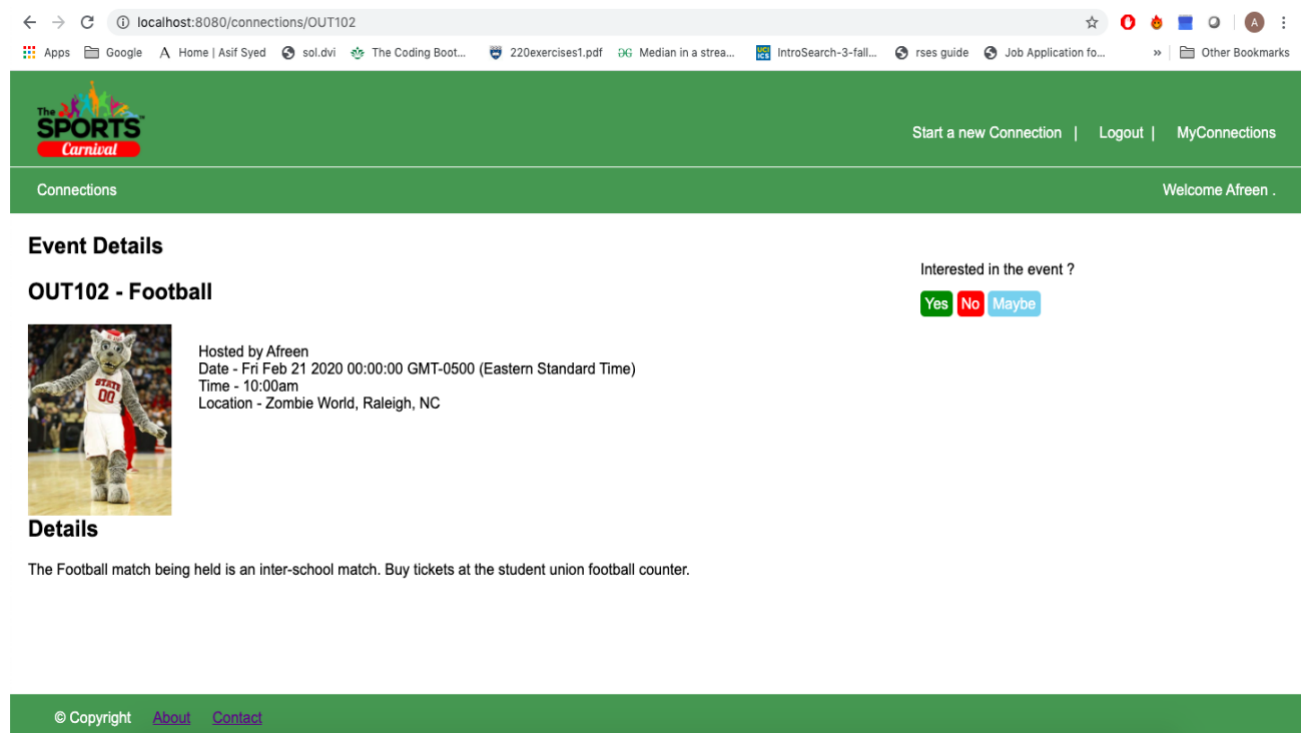 localhost:8080/connections/OUT102
A
Apps Google A Home | Asif Syed sol.dvi The Coding Boot... 220exercises1.pdf ƏG Median in a strea... UCI ICS IntroSearch-3-fall... rses guide Job Application fo... » Other Bookmarks
The
SPORTS
Carnival
Start a new Connection | Logout | MyConnections
Connections
Welcome Afreen .
Event Details
Interested in the event ?
OUT102 - Football
Yes No Maybe
STATE
00
Hosted by Afreen
Date - Fri Feb 21 2020 00:00:00 GMT-0500 (Eastern Standard Time)
Time - 10:00am
Location - Zombie World, Raleigh, NC
Details
The Football match being held is an inter-school match. Buy tickets at the student union football counter.
© Copyright About Contact